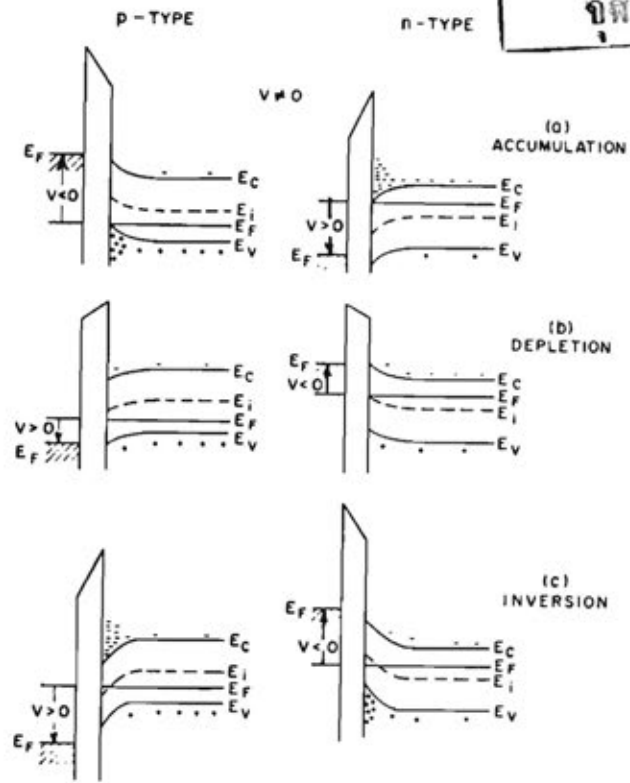 p - TYPE
n - TYPE
V ≠ 0
(a)
ACCUMULATION
E_F
V<0
E_C
E_i
E_F
E_V
V>0
E_F
E_C
E_F
E_i
E_V
(b)
DEPLETION
V>0
E_F
E_C
E_i
E_F
E_V
E_F
V<0
E_C
E_F
E_i
E_V
(c)
INVERSION
V>0
E_F
E_C
E_i
E_F
E_V
E_F
V<0
E_C
E_F
E_i
E_V